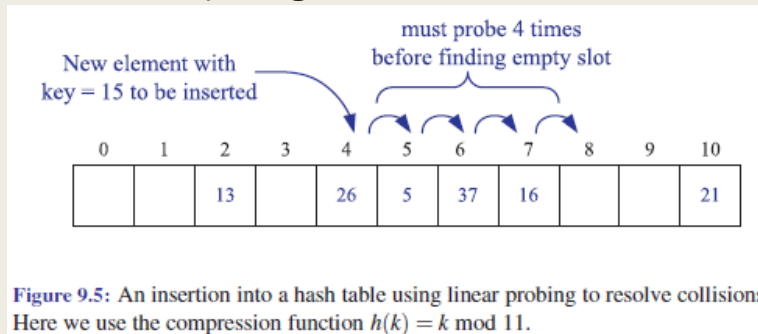 must probe 4 times
before finding empty slot
New element with
key = 15 to be inserted
0 1 2 3 4 5 6 7 8 9 10
13 26 5 37 16 21
Figure 9.5: An insertion into a hash table using linear probing to resolve collision
Here we use the compression function h(k) = k mod 11.